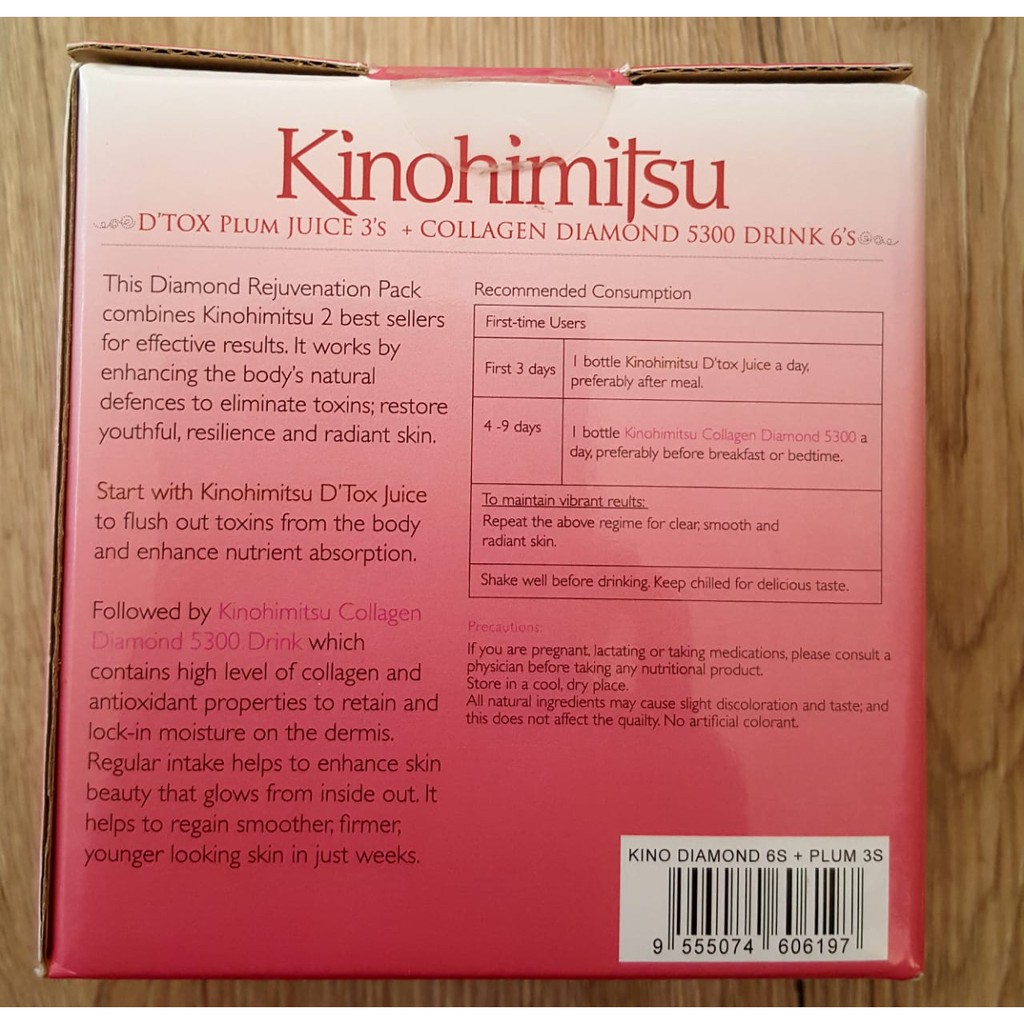 Kinohimitsu
D'TOX PLUM JUICE 3'S + COLLAGEN DIAMOND 5300 DRINK 6'S
This Diamond Rejuvenation Pack
combines Kinohimitsu 2 best sellers
for effective results. It works by
enhancing the body's natural
defences to eliminate toxins; restore
youthful, resilience and radiant skin.
Start with Kinohimitsu D'Tox Juice
to flush out toxins from the body
and enhance nutrient absorption.
Followed by Kinohimitsu Collagen
Diamond 5300 Drink which
contains high level of collagen and
antioxidant properties to retain and
lock-in moisture on the dermis.
Regular intake helps to enhance skin
beauty that glows from inside out. It
helps to regain smoother, firmer,
younger looking skin in just weeks.
Recommended Consumption
First-time Users
First 3 days
1 bottle Kinohimitsu D'tox Juice a day,
preferably after meal.
4 -9 days
1 bottle Kinohimitsu Collagen Diamond 5300 a
day, preferably before breakfast or bedtime.
To maintain vibrant reults:
Repeat the above regime for clear, smooth and
radiant skin.
Shake well before drinking. Keep chilled for delicious taste.
Precautions:
If you are pregnant, lactating or taking medications, please consult a
physician before taking any nutritional product.
Store in a cool, dry place.
All natural ingredients may cause slight discoloration and taste; and
this does not affect the quailty. No artificial colorant.
KINO DIAMOND 6S + PLUM 3S
9 555074 606197